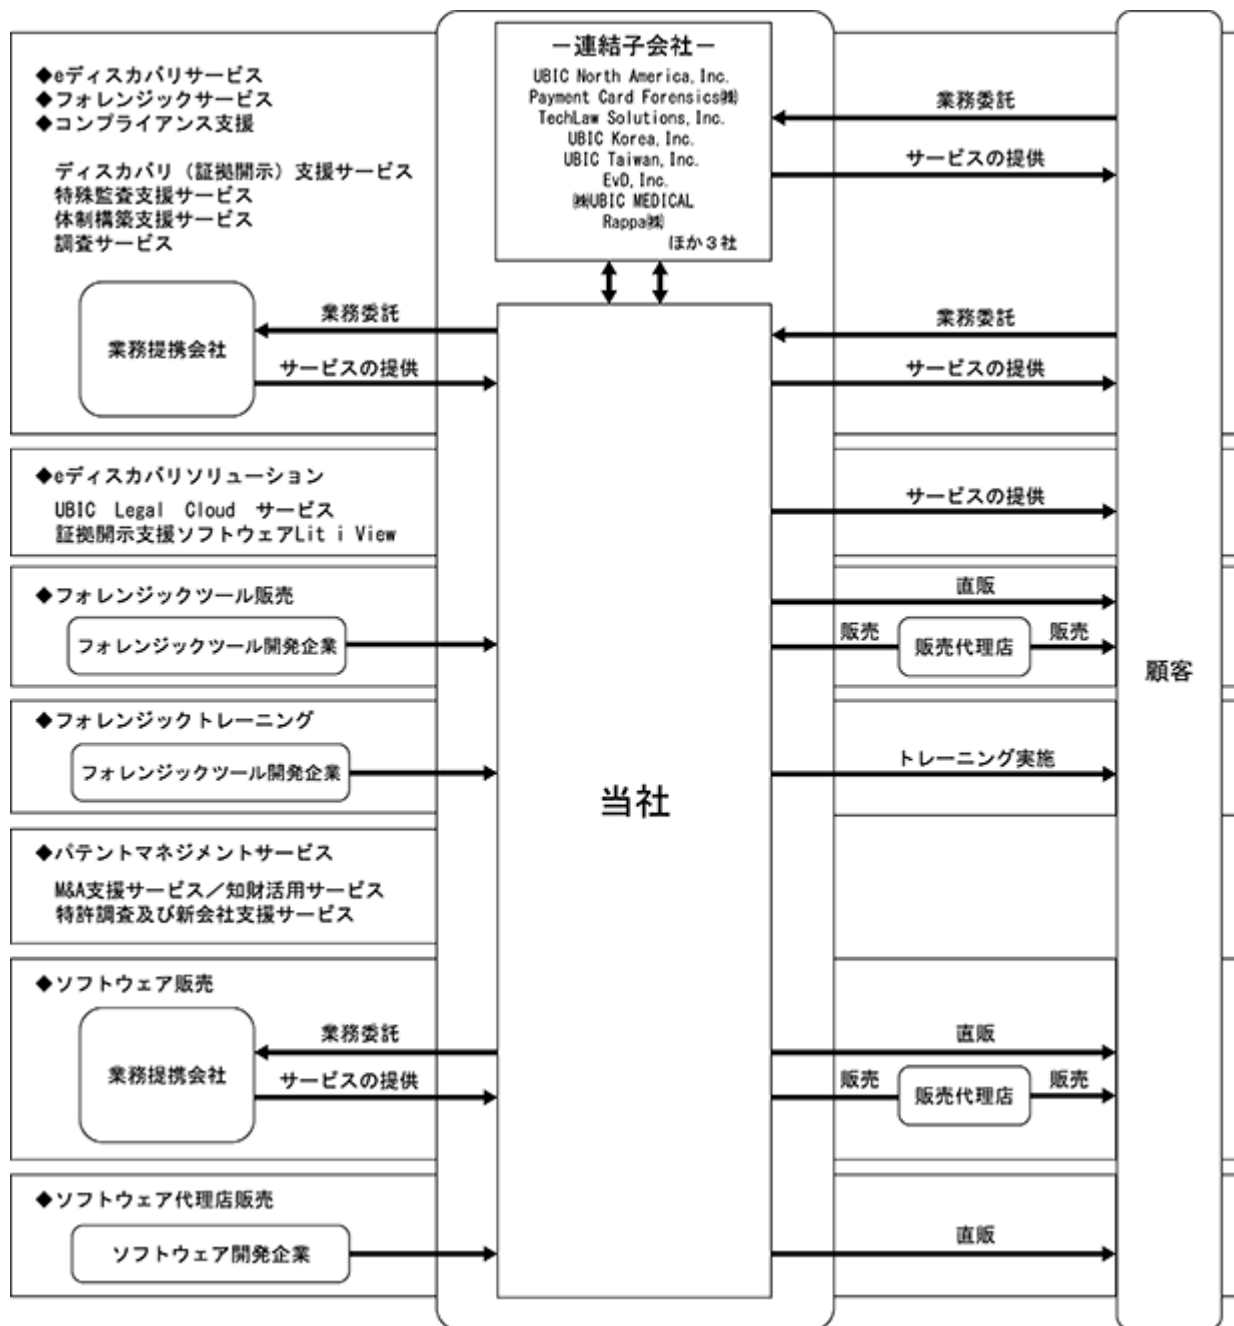 －連結子会社－
UBIC North America, Inc.
Payment Card Forensics㈱
TechLaw Solutions, Inc.
UBIC Korea, Inc.
UBIC Taiwan, Inc.
EvD, Inc.
㈱UBIC MEDICAL
Rappa㈱
ほか３社
◆eディスカバリサービス
◆フォレンジックサービス
◆コンプライアンス支援
ディスカバリ（証拠開示）支援サービス
特殊監査支援サービス
体制構築支援サービス
調査サービス
業務委託
サービスの提供
業務提携会社
業務委託
サービスの提供
業務委託
サービスの提供
◆eディスカバリソリューション
UBIC Legal Cloud サービス
証拠開示支援ソフトウェアLit i View
サービスの提供
◆フォレンジックツール販売
フォレンジックツール開発企業
直販
販売
販売代理店
販売
顧客
◆フォレンジックトレーニング
フォレンジックツール開発企業
トレーニング実施
当社
◆パテントマネジメントサービス
M&A支援サービス／知財活用サービス
特許調査及び新会社支援サービス
◆ソフトウェア販売
業務提携会社
業務委託
サービスの提供
直販
販売
販売代理店
販売
◆ソフトウェア代理店販売
ソフトウェア開発企業
直販